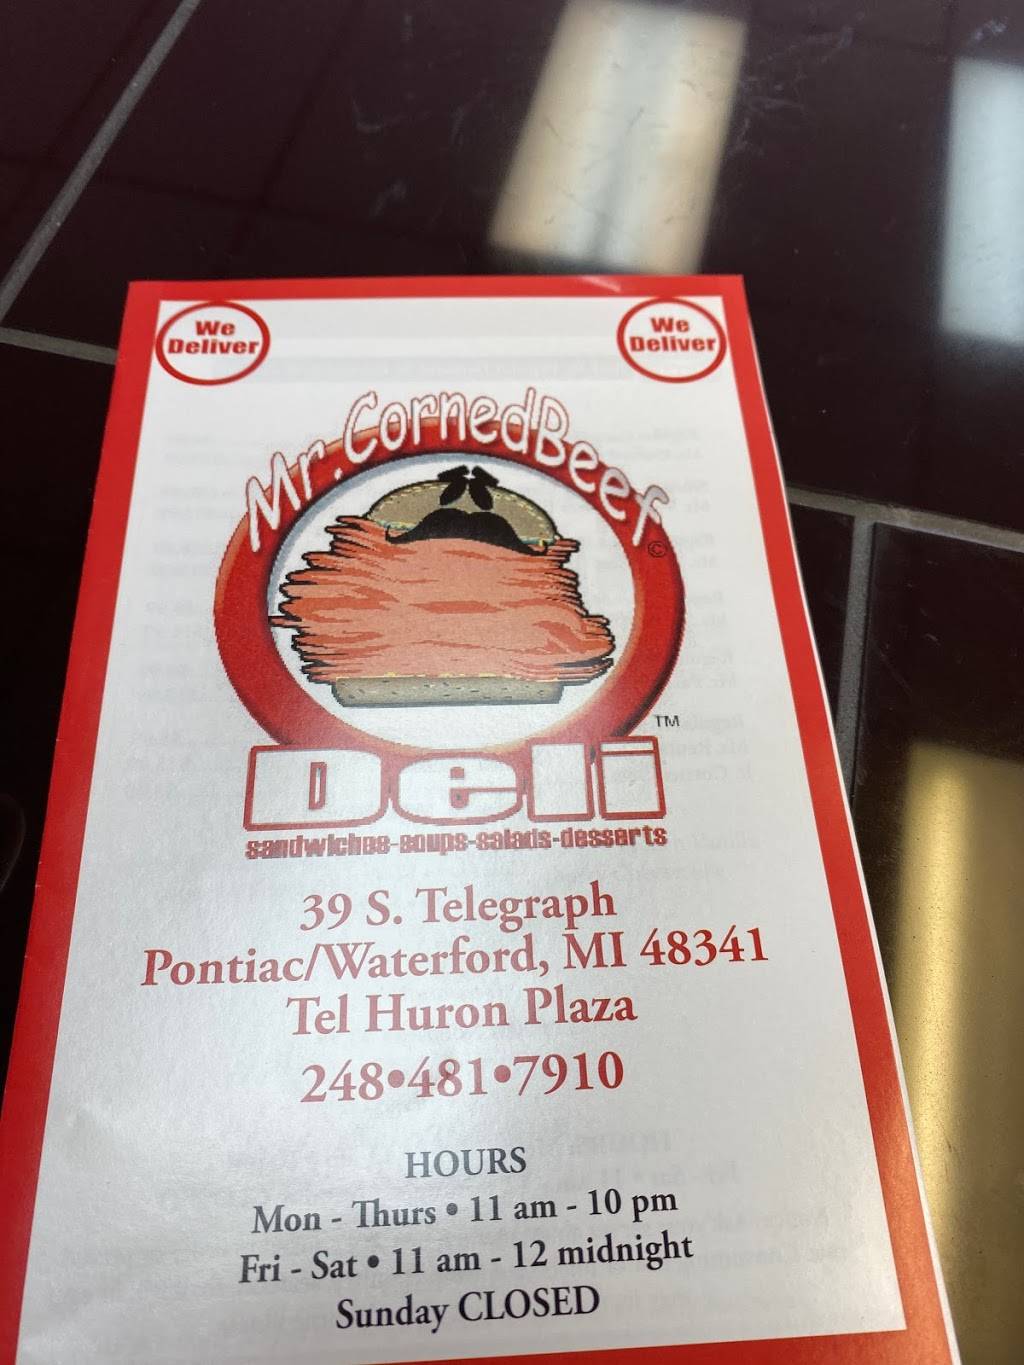 We
Deliver
We
Deliver
Mr. CornedBeef
©
TM
Deli
sandwiches-soups-salads-desserts
39 S. Telegraph
Pontiac/Waterford, MI 48341
Tel Huron Plaza
248•481•7910
HOURS
Mon - Thurs • 11 am - 10 pm
Fri - Sat • 11 am - 12 midnight
Sunday CLOSED